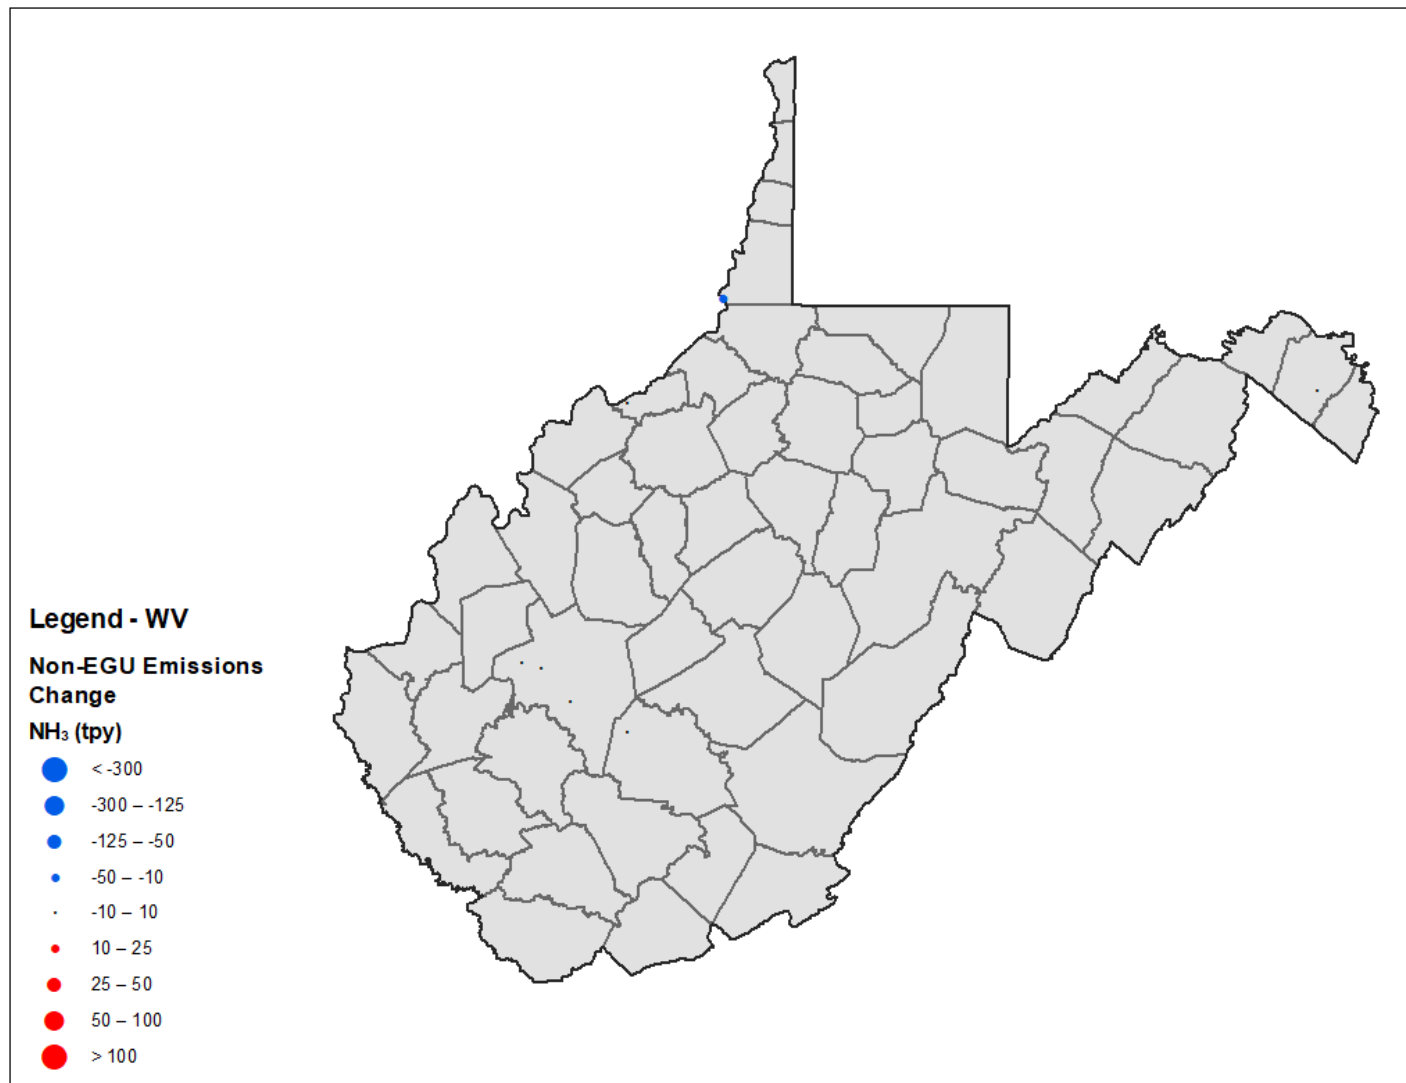 Legend - WV
Non-EGU Emissions
Change
NH₃ (tpy)
< -300
-300 – -125
-125 – -50
-50 – -10
-10 – 10
10 – 25
25 – 50
50 – 100
> 100